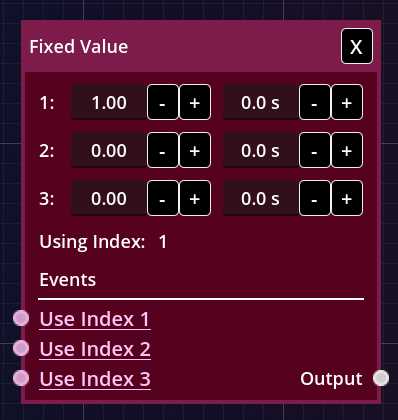 Fixed Value X
1: 1.00 - + 0.0 s - +
2: 0.00 - + 0.0 s - +
3: 0.00 - + 0.0 s - +
Using Index: 1
Events
Use Index 1
Use Index 2
Use Index 3 Output